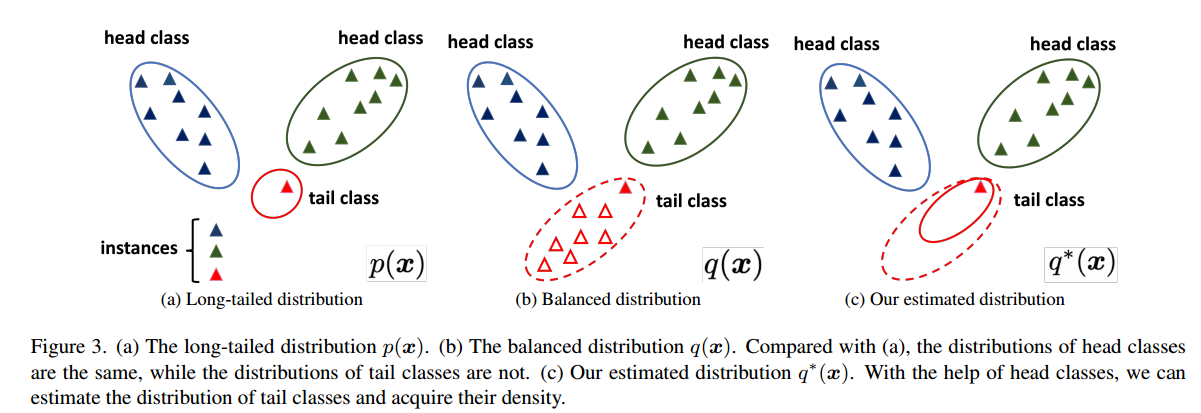 head class head class head class head class head class head class
tail class tail class tail class
instances
p(x) q(x) q*(x)
(a) Long-tailed distribution (b) Balanced distribution (c) Our estimated distribution
Figure 3. (a) The long-tailed distribution p(x). (b) The balanced distribution q(x). Compared with (a), the distributions of head classes
are the same, while the distributions of tail classes are not. (c) Our estimated distribution q*(x). With the help of head classes, we can
estimate the distribution of tail classes and acquire their density.